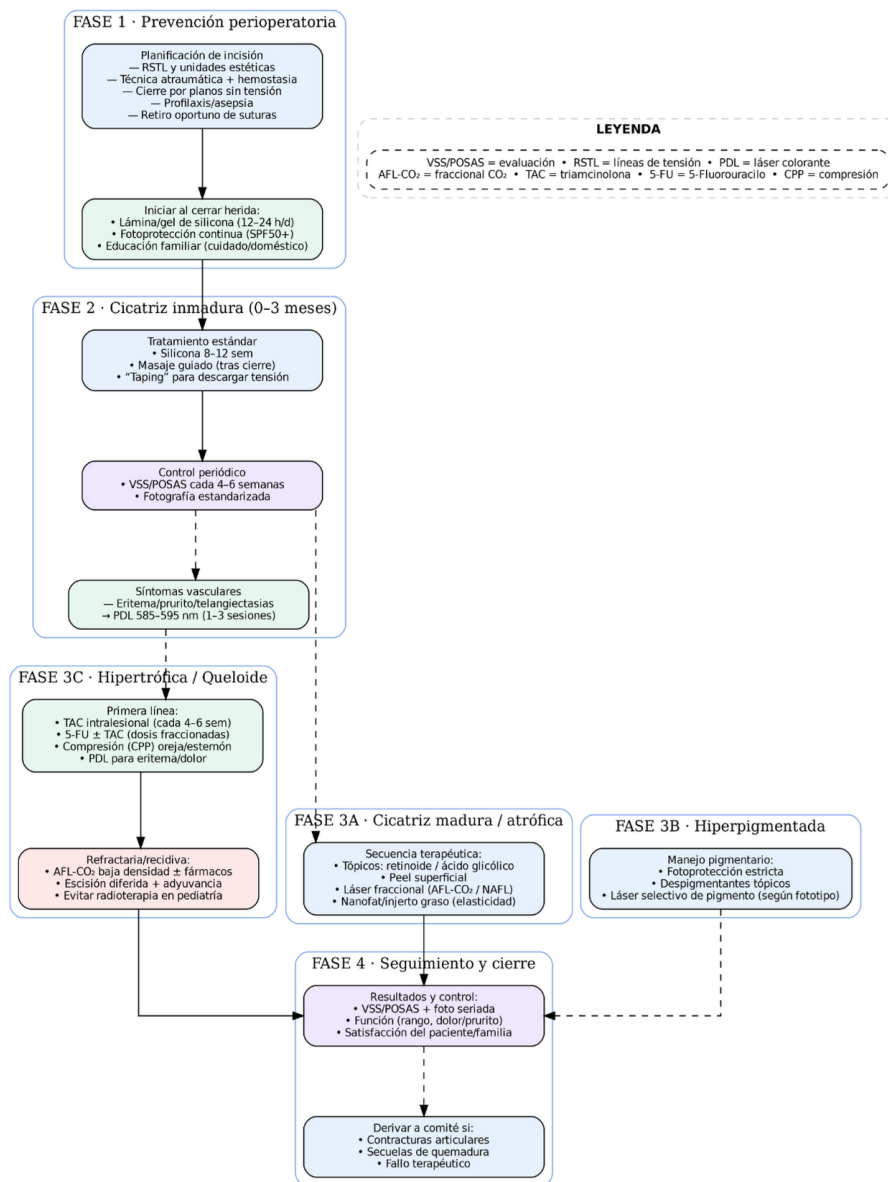 FASE 1 · Prevención perioperatoria
Planificación de incisión
— RSTL y unidades estéticas
— Técnica atraumática + hemostasia
— Cierre por planos sin tensión
— Profilaxis/asepsia
— Retiro oportuno de suturas
LEYENDA
VSS/POSAS = evaluación • RSTL = líneas de tensión • PDL = láser colorante
AFL-CO₂ = fraccional CO₂ • TAC = triamcinolona • 5-FU = 5-Fluorouracilo • CPP = compresión
Iniciar al cerrar herida:
• Lámina/gel de silicona (12–24 h/d)
• Fotoprotección continua (SPF50+)
• Educación familiar (cuidado/doméstico)
FASE 2 · Cicatriz inmadura (0–3 meses)
Tratamiento estándar
• Silicona 8–12 sem
• Masaje guiado (tras cierre)
• “Taping” para descargar tensión
Control periódico
• VSS/POSAS cada 4–6 semanas
• Fotografía estandarizada
Síntomas vasculares
— Eritema/prurito/telangiectasias
→ PDL 585–595 nm (1–3 sesiones)
FASE 3C · Hipertrófica / Queloide
Primera línea:
• TAC intralesional (cada 4–6 sem)
• 5-FU ± TAC (dosis fraccionadas)
• Compresión (CPP) oreja/esternón
• PDL para eritema/dolor
Refractaria/recidiva:
• AFL-CO₂ baja densidad ± fármacos
• Escisión diferida + adyuvancia
• Evitar radioterapia en pediatría
FASE 3A · Cicatriz madura / atrófica
Secuencia terapéutica:
• Tópicos: retinoide / ácido glicólico
• Peel superficial
• Láser fraccional (AFL-CO₂ / NAFL)
• Nanofat/injerto graso (elasticidad)
FASE 3B · Hiperpigmentada
Manejo pigmentario:
• Fotoprotección estricta
• Despigmentantes tópicos
• Láser selectivo de pigmento (según fototipo)
FASE 4 · Seguimiento y cierre
Resultados y control:
• VSS/POSAS + foto seriada
• Función (rango, dolor/prurito)
• Satisfacción del paciente/familia
Derivar a comité si:
• Contracturas articulares
• Secuelas de quemadura
• Fallo terapéutico